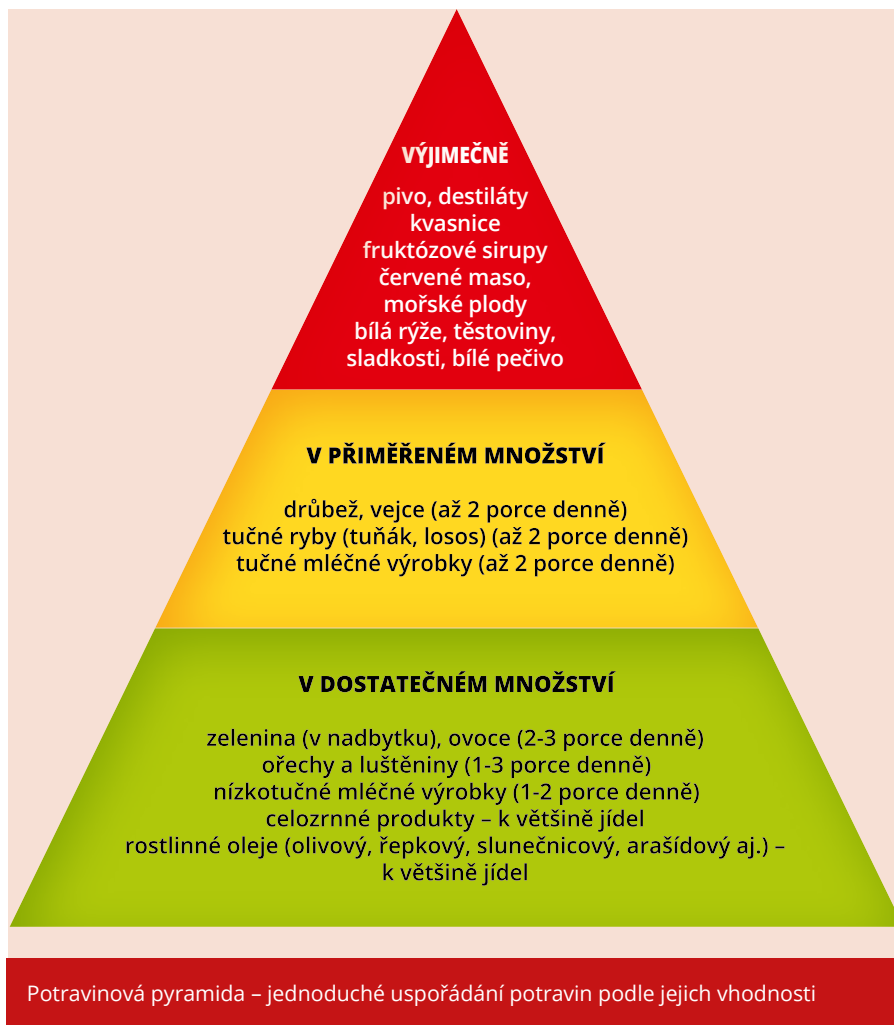 VÝJIMEČNĚ
pivo, destiláty
kvasnice
fruktózové sirupy
červené maso,
mořské plody
bílá rýže, těstoviny,
sladkosti, bílé pečivo
V PŘIMĚŘENÉM MNOŽSTVÍ
drůbež, vejce (až 2 porce denně)
tučné ryby (tuňák, losos) (až 2 porce denně)
tučné mléčné výrobky (až 2 porce denně)
V DOSTATEČNÉM MNOŽSTVÍ
zelenina (v nadbytku), ovoce (2-3 porce denně)
ořechy a luštěniny (1-3 porce denně)
nízkotučné mléčné výrobky (1-2 porce denně)
celozrnné produkty – k většině jídel
rostlinné oleje (olivový, řepkový, slunečnicový, arašídový aj.) –
k většině jídel
Potravinová pyramida – jednoduché uspořádání potravin podle jejich vhodnosti